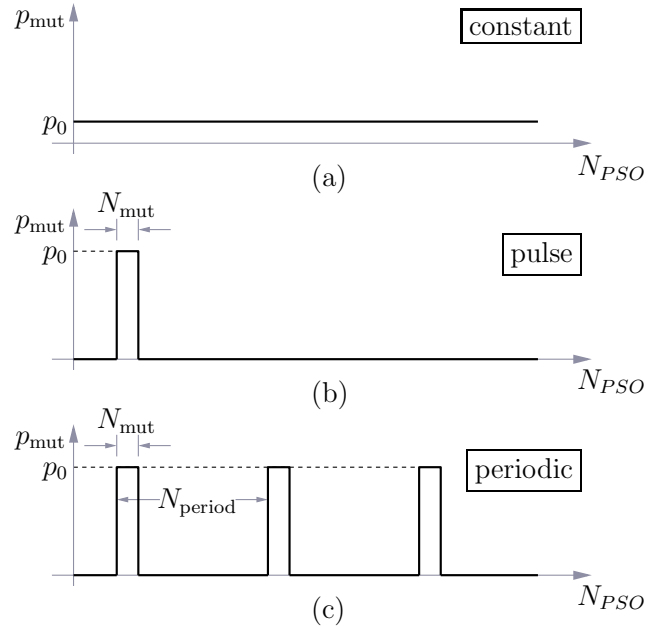 p_mut
constant
p_0
N_PSO
(a)
N_mut
p_mut
p_0
pulse
N_PSO
(b)
N_mut
p_mut
p_0
periodic
N_period
N_PSO
(c)